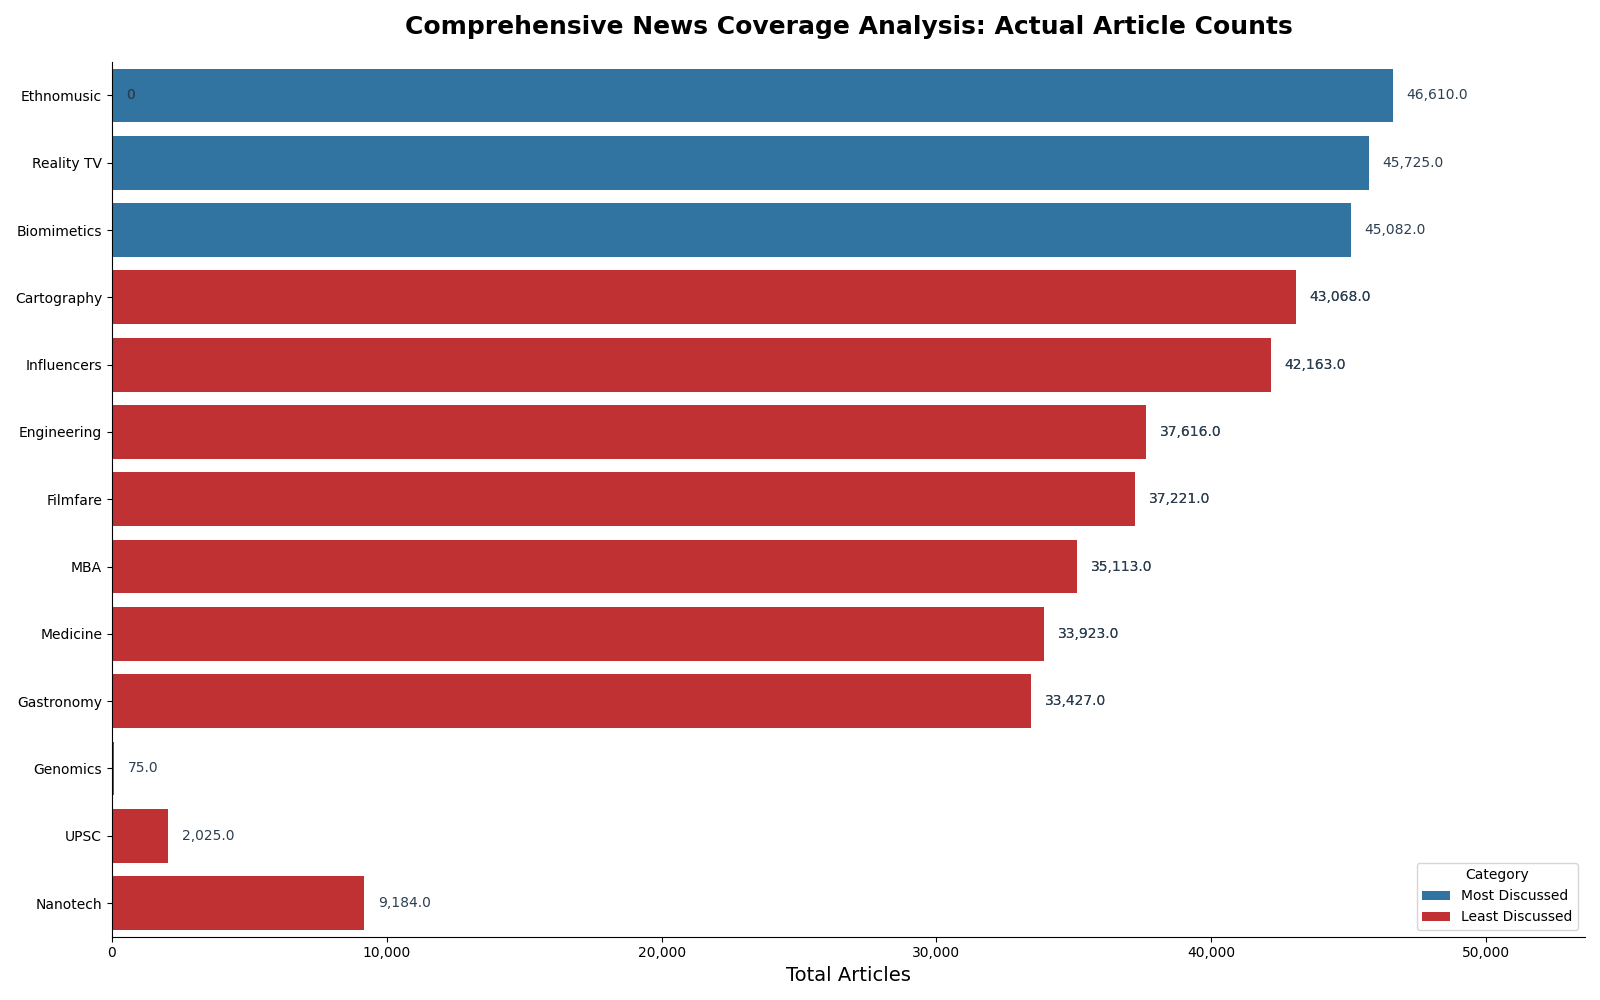 Comprehensive News Coverage Analysis: Actual Article Counts
Ethnomusic 0 46,610.0
Reality TV 45,725.0
Biomimetics 45,082.0
Cartography 43,068.0
Influencers 42,163.0
Engineering 37,616.0
Filmfare 37,221.0
MBA 35,113.0
Medicine 33,923.0
Gastronomy 33,427.0
Genomics 75.0
UPSC 2,025.0
Nanotech 9,184.0
Category
Most Discussed
Least Discussed
0 10,000 20,000 30,000 40,000 50,000
Total Articles